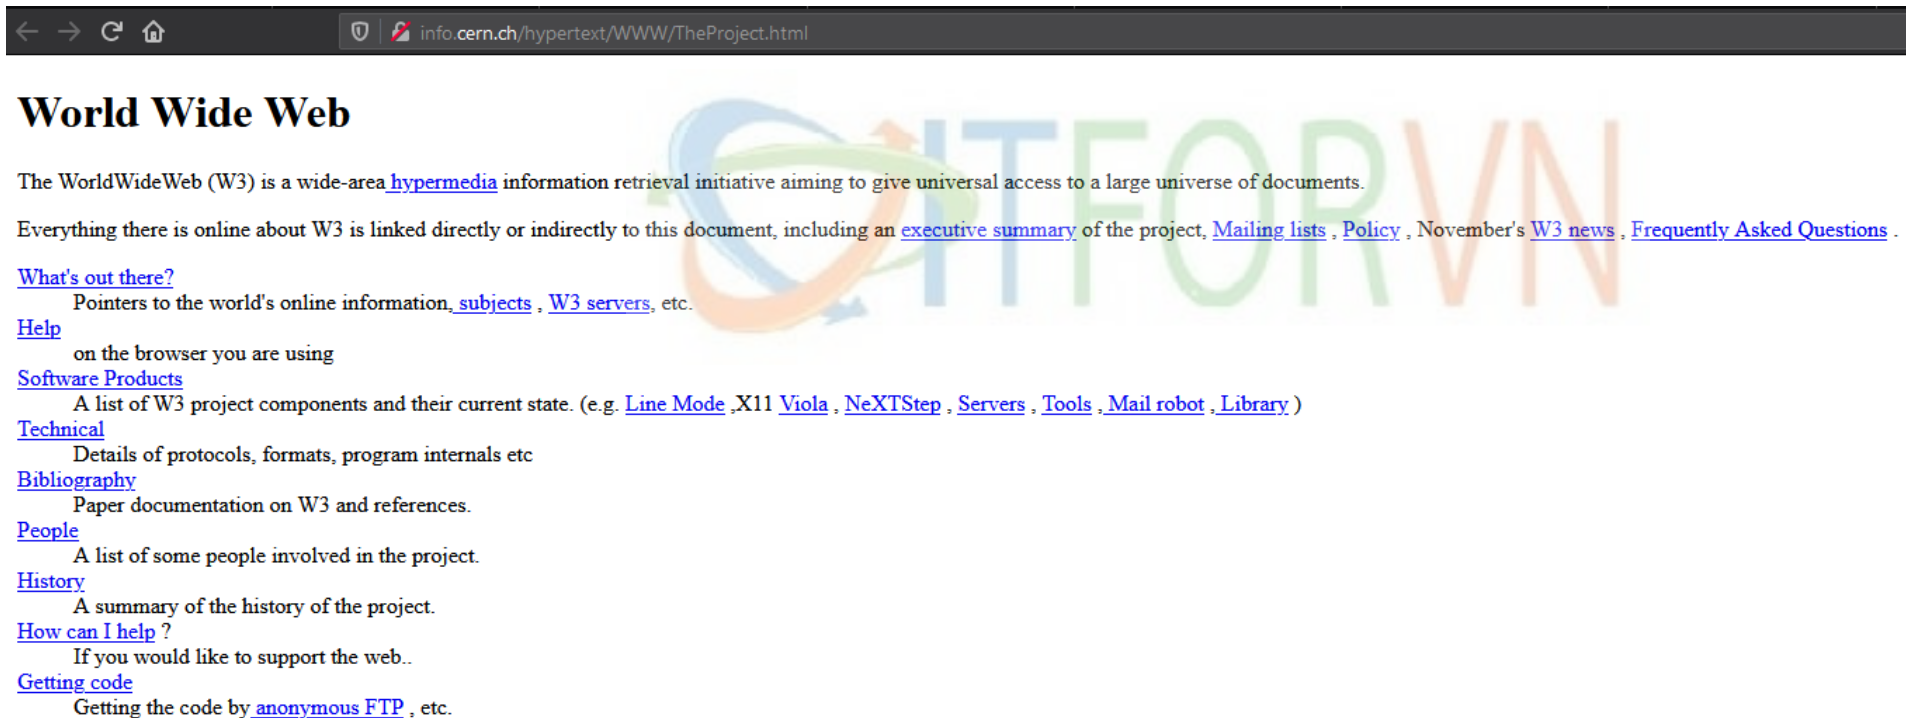 info.cern.ch/hypertext/WWW/TheProject.html
World Wide Web
ITFORVN
The WorldWideWeb (W3) is a wide-area hypermedia information retrieval initiative aiming to give universal access to a large universe of documents.
Everything there is online about W3 is linked directly or indirectly to this document, including an executive summary of the project, Mailing lists , Policy , November's W3 news , Frequently Asked Questions .
What's out there?
Pointers to the world's online information, subjects , W3 servers, etc.
Help
on the browser you are using
Software Products
A list of W3 project components and their current state. (e.g. Line Mode ,X11 Viola , NeXTStep , Servers , Tools , Mail robot , Library )
Technical
Details of protocols, formats, program internals etc
Bibliography
Paper documentation on W3 and references.
People
A list of some people involved in the project.
History
A summary of the history of the project.
How can I help ?
If you would like to support the web..
Getting code
Getting the code by anonymous FTP , etc.